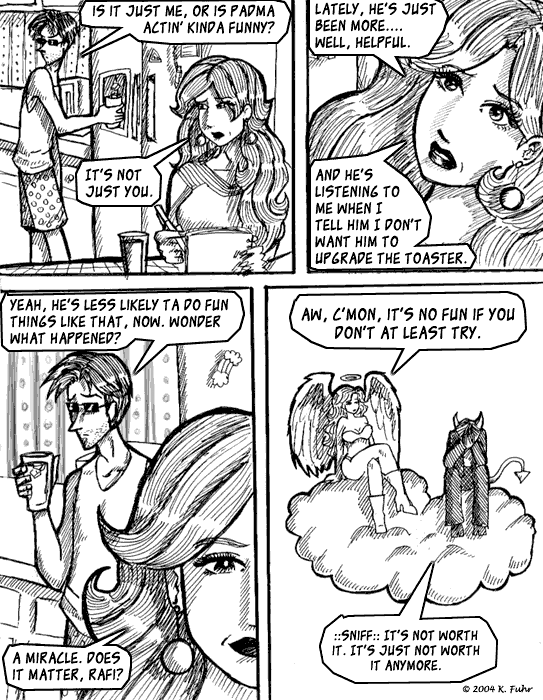 IS IT JUST ME, OR IS PADMA
ACTIN' KINDA FUNNY?
IT'S NOT
JUST YOU.
LATELY, HE'S JUST
BEEN MORE....
WELL, HELPFUL.
AND HE'S
LISTENING TO
ME WHEN I
TELL HIM I DON'T
WANT HIM TO
UPGRADE THE TOASTER.
YEAH, HE'S LESS LIKELY TA DO FUN
THINGS LIKE THAT, NOW. WONDER
WHAT HAPPENED?
A MIRACLE. DOES
IT MATTER, RAFI?
AW, C'MON, IT'S NO FUN IF YOU
DON'T AT LEAST TRY.
::SNIFF:: IT'S NOT WORTH
IT. IT'S JUST NOT WORTH
IT ANYMORE.
© 2004 K. Fuhr